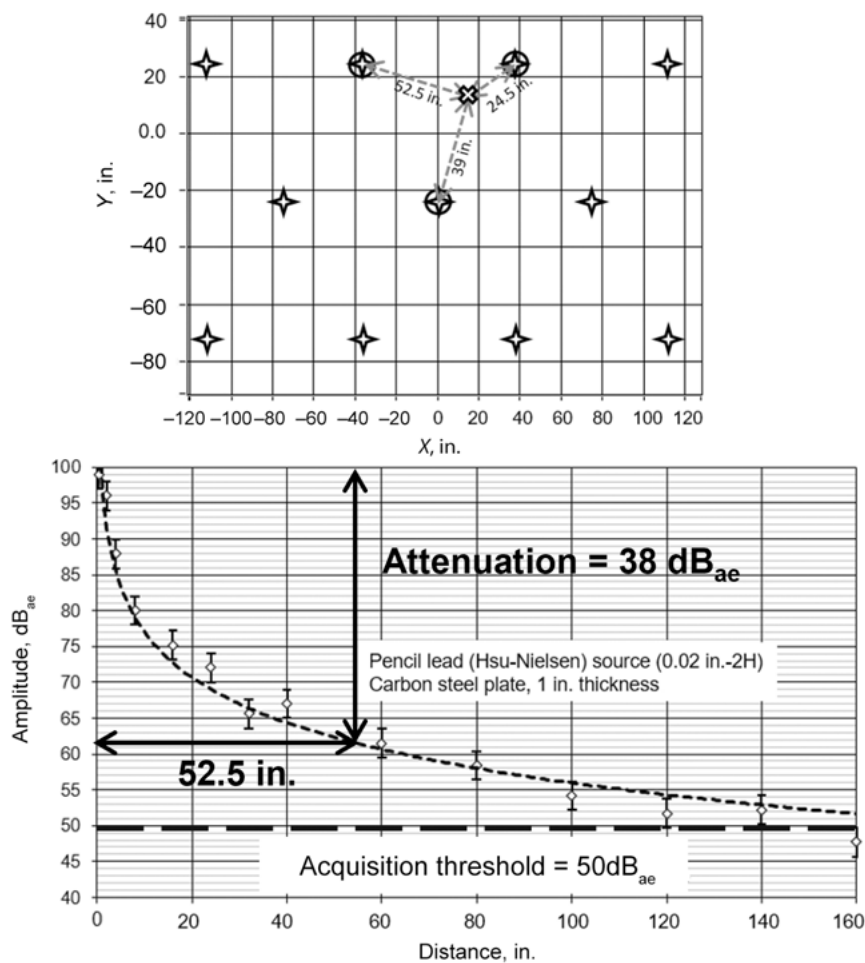 40
20
0.0
–20
–40
–60
–80
Y, in.
52.5 in.
24.5 in.
39 in.
–120 –100 –80 –60 –40 –20 0 20 40 60 80 100 120
X, in.
100
95
90
85
80
75
70
65
60
55
50
45
40
Amplitude, dBae
Attenuation = 38 dBae
Pencil lead (Hsu-Nielsen) source (0.02 in.-2H)
Carbon steel plate, 1 in. thickness
52.5 in.
Acquisition threshold = 50dBae
0 20 40 60 80 100 120 140 160
Distance, in.